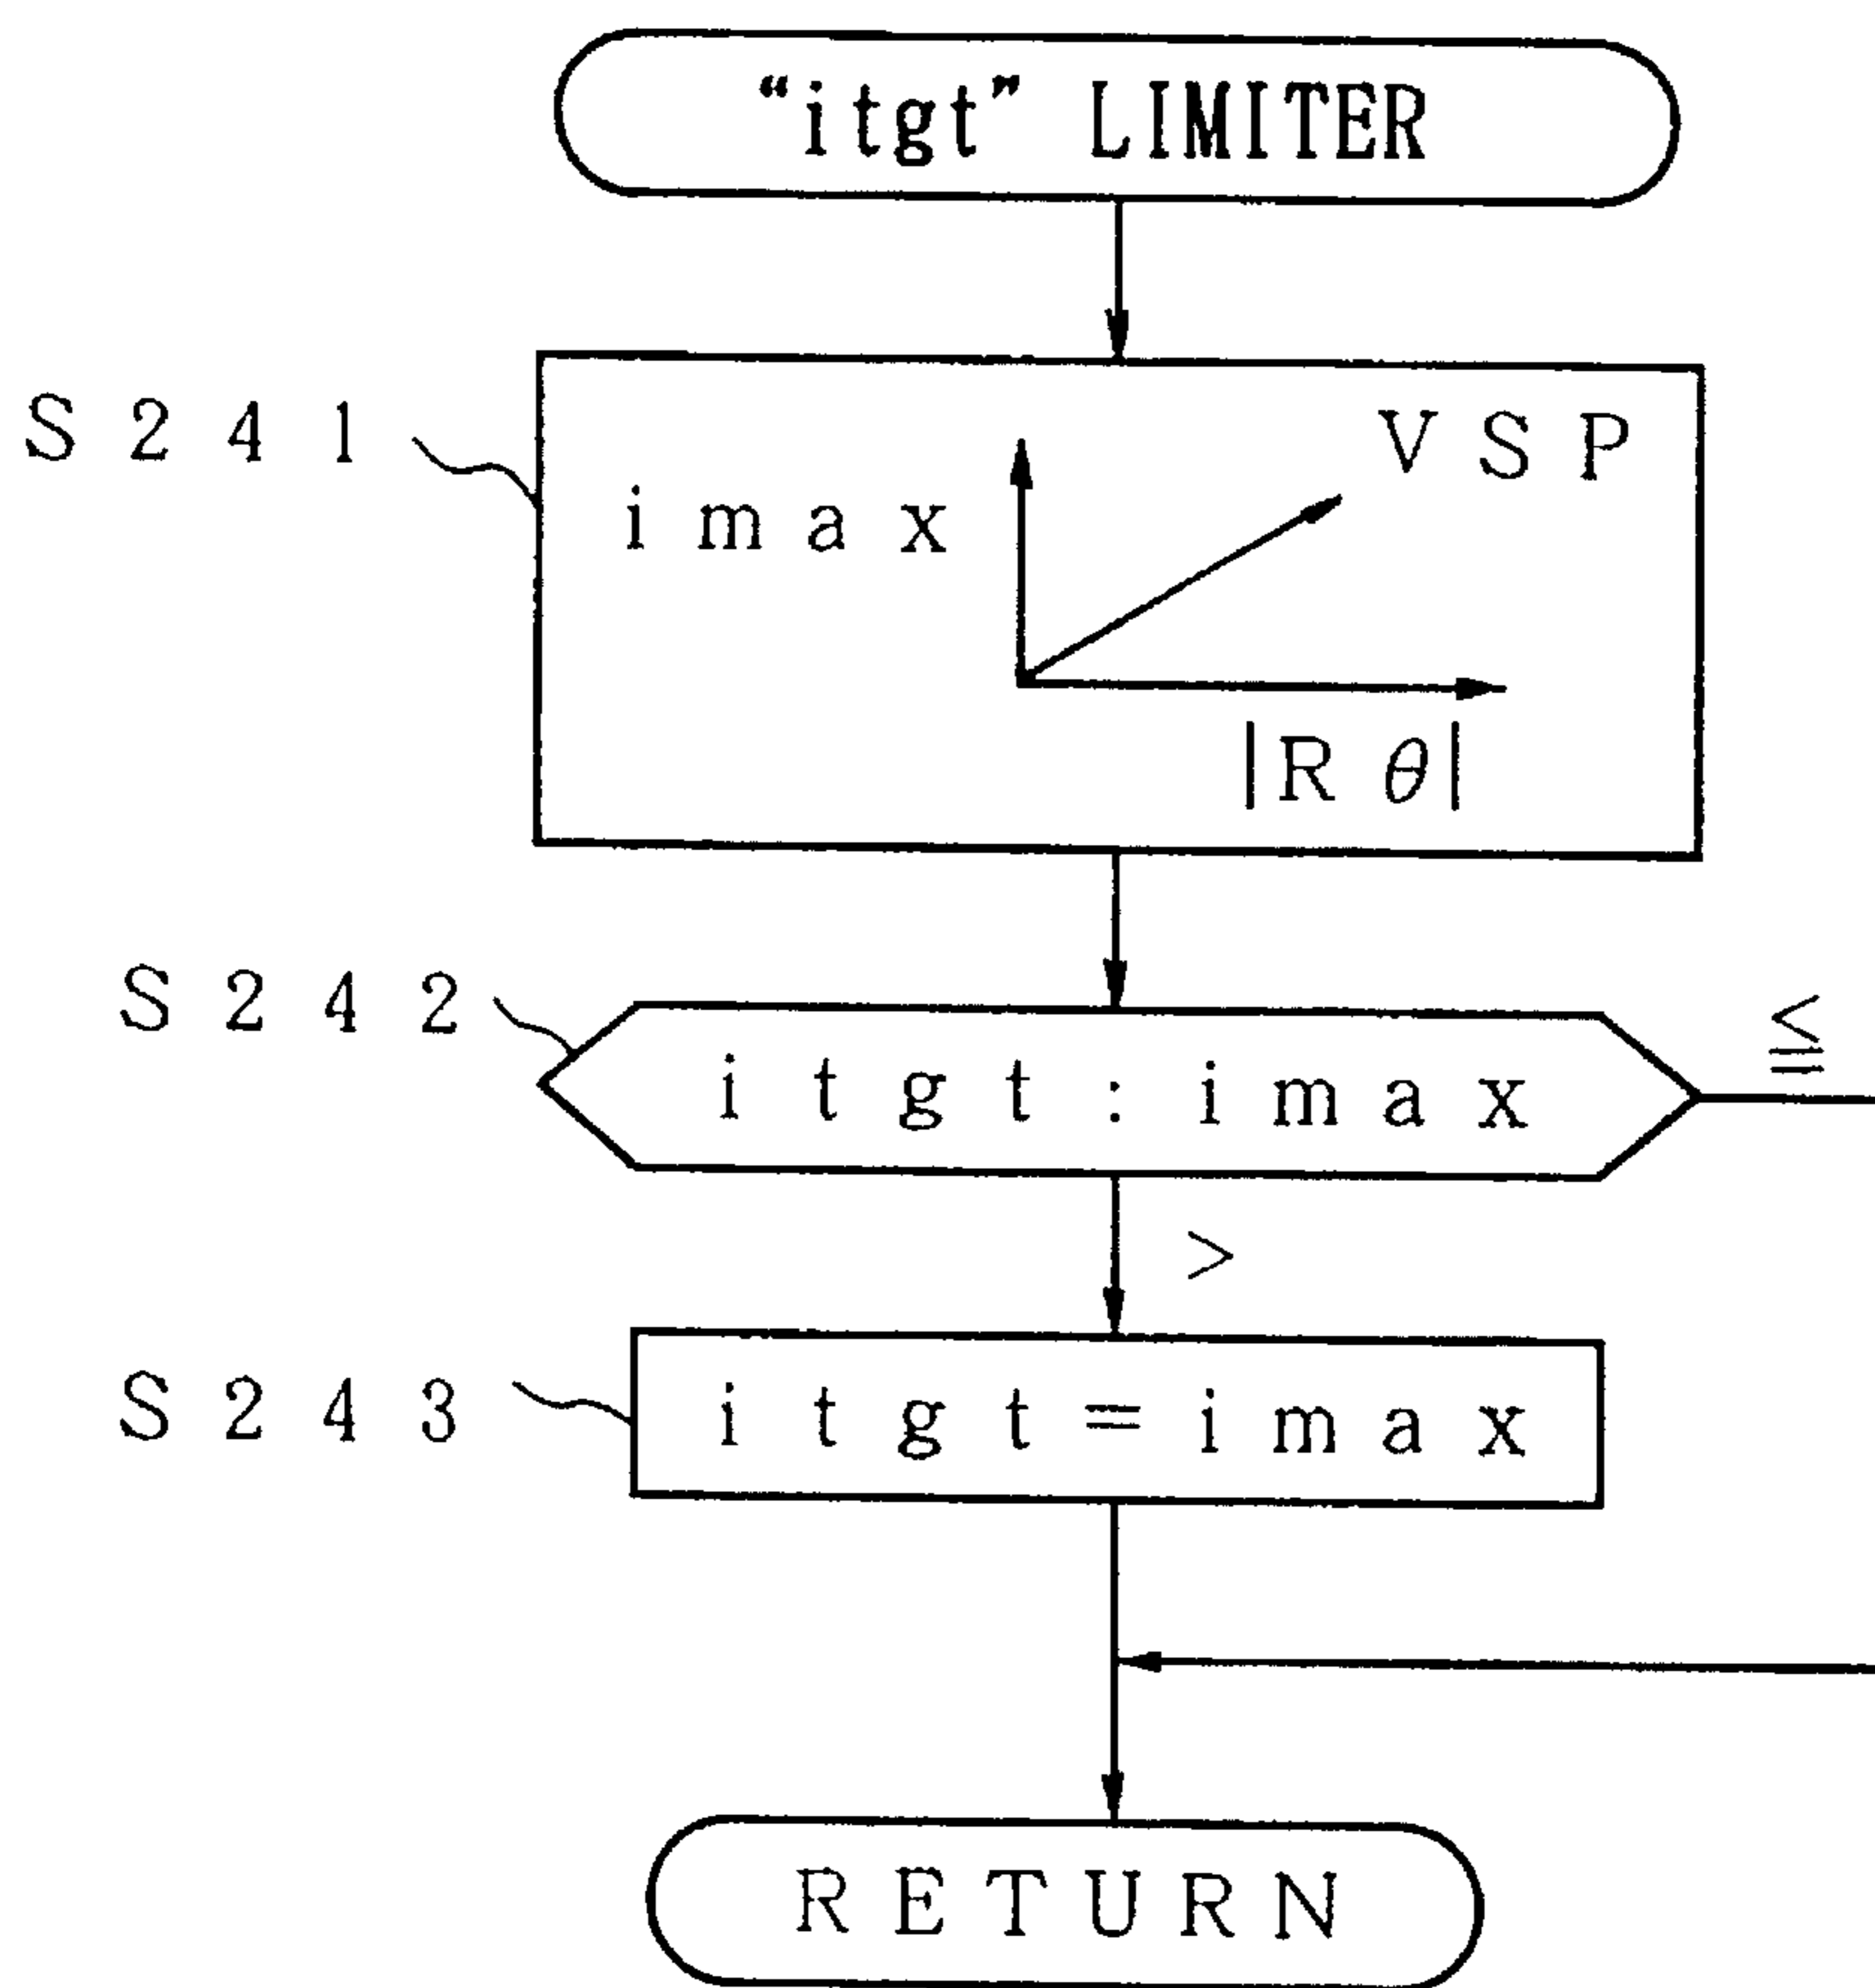 “itgt” LIMITER
S241
VSP
imax
|Rθ|
S242
itgt:imax
≦
>
S243
itgt=imax
RETURN